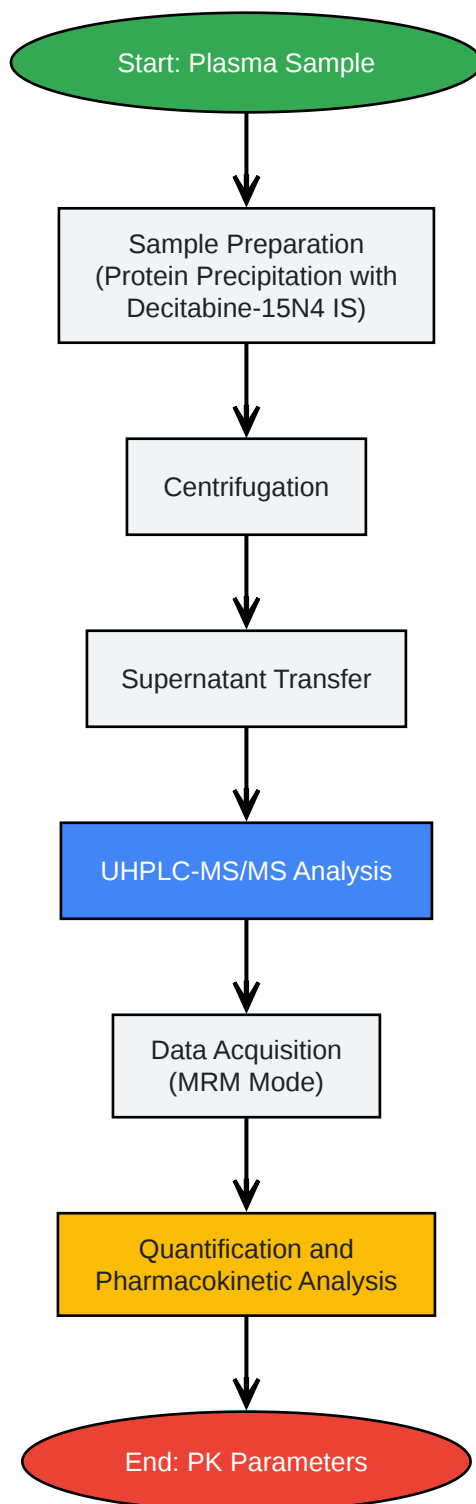 Start: Plasma Sample
Sample Preparation
(Protein Precipitation with
Decitabine-15N4 IS)
Centrifugation
Supernatant Transfer
UHPLC-MS/MS Analysis
Data Acquisition
(MRM Mode)
Quantification and
Pharmacokinetic Analysis
End: PK Parameters